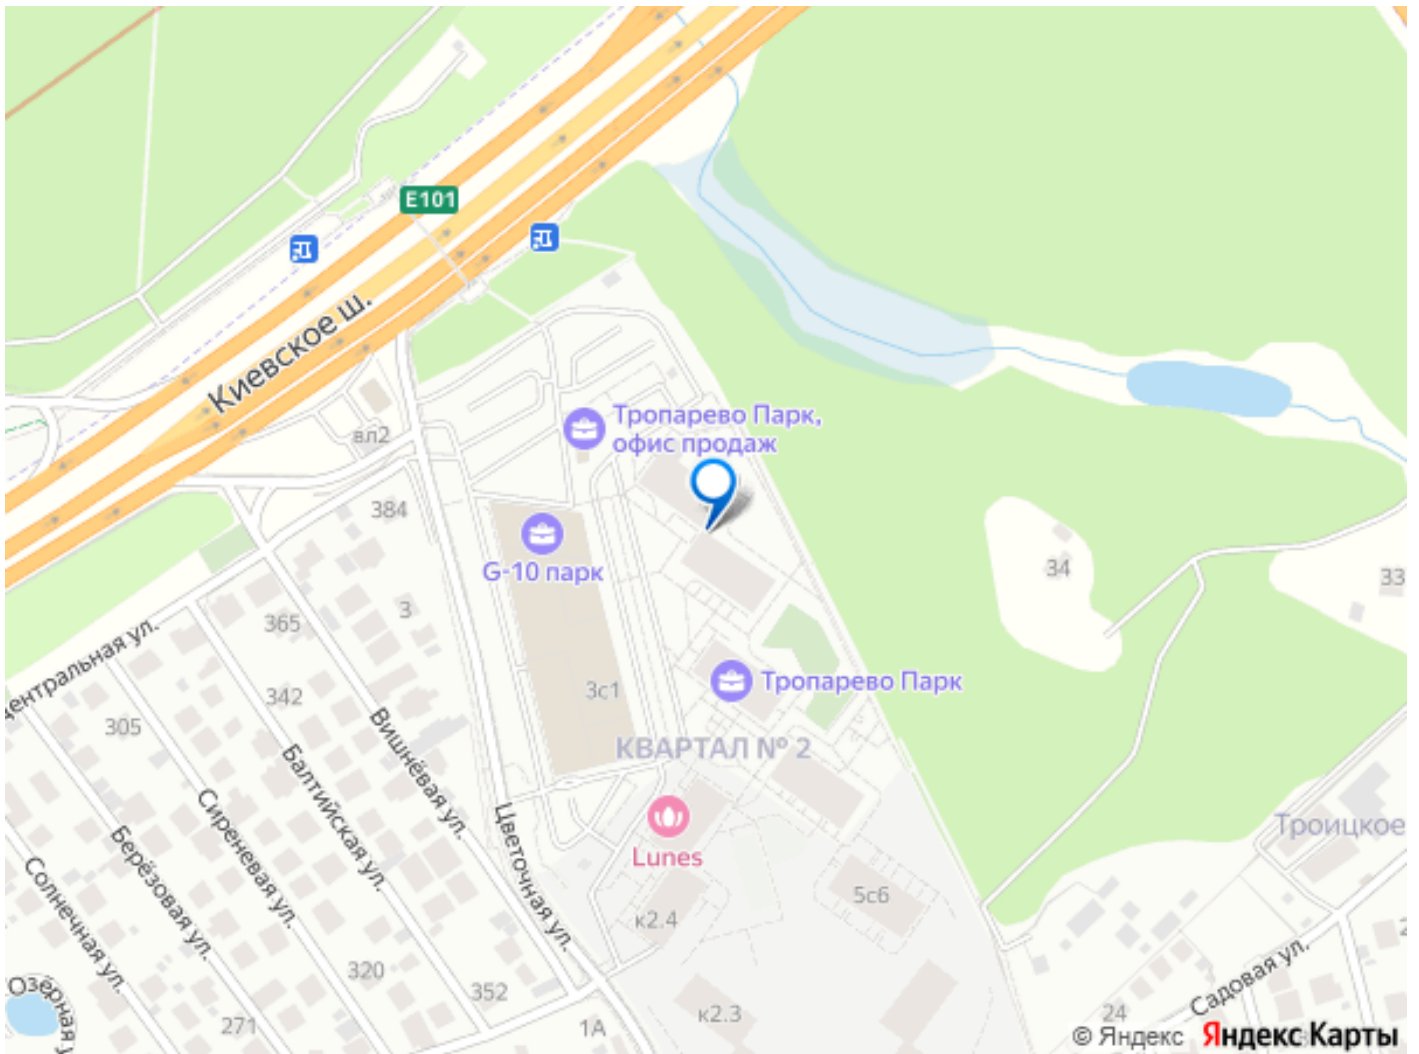 E101
Киевское ш.
Тропарево Парк,
офис продаж
вл2
384
G-10 парк
34
33
365
3
Центральная ул.
3с1
Тропарево Парк
342
305
Вишнёвая ул.
КВАРТАЛ № 2
Балтийская ул.
Сиреневая ул.
Цветочная ул.
Берёзовая ул.
Lunes
Троицкое
Солнечная ул.
5с6
к2.4
Садовая ул.
320
352
Озёрная
271
1А
к2.3
24
© Яндекс Яндекс Карты